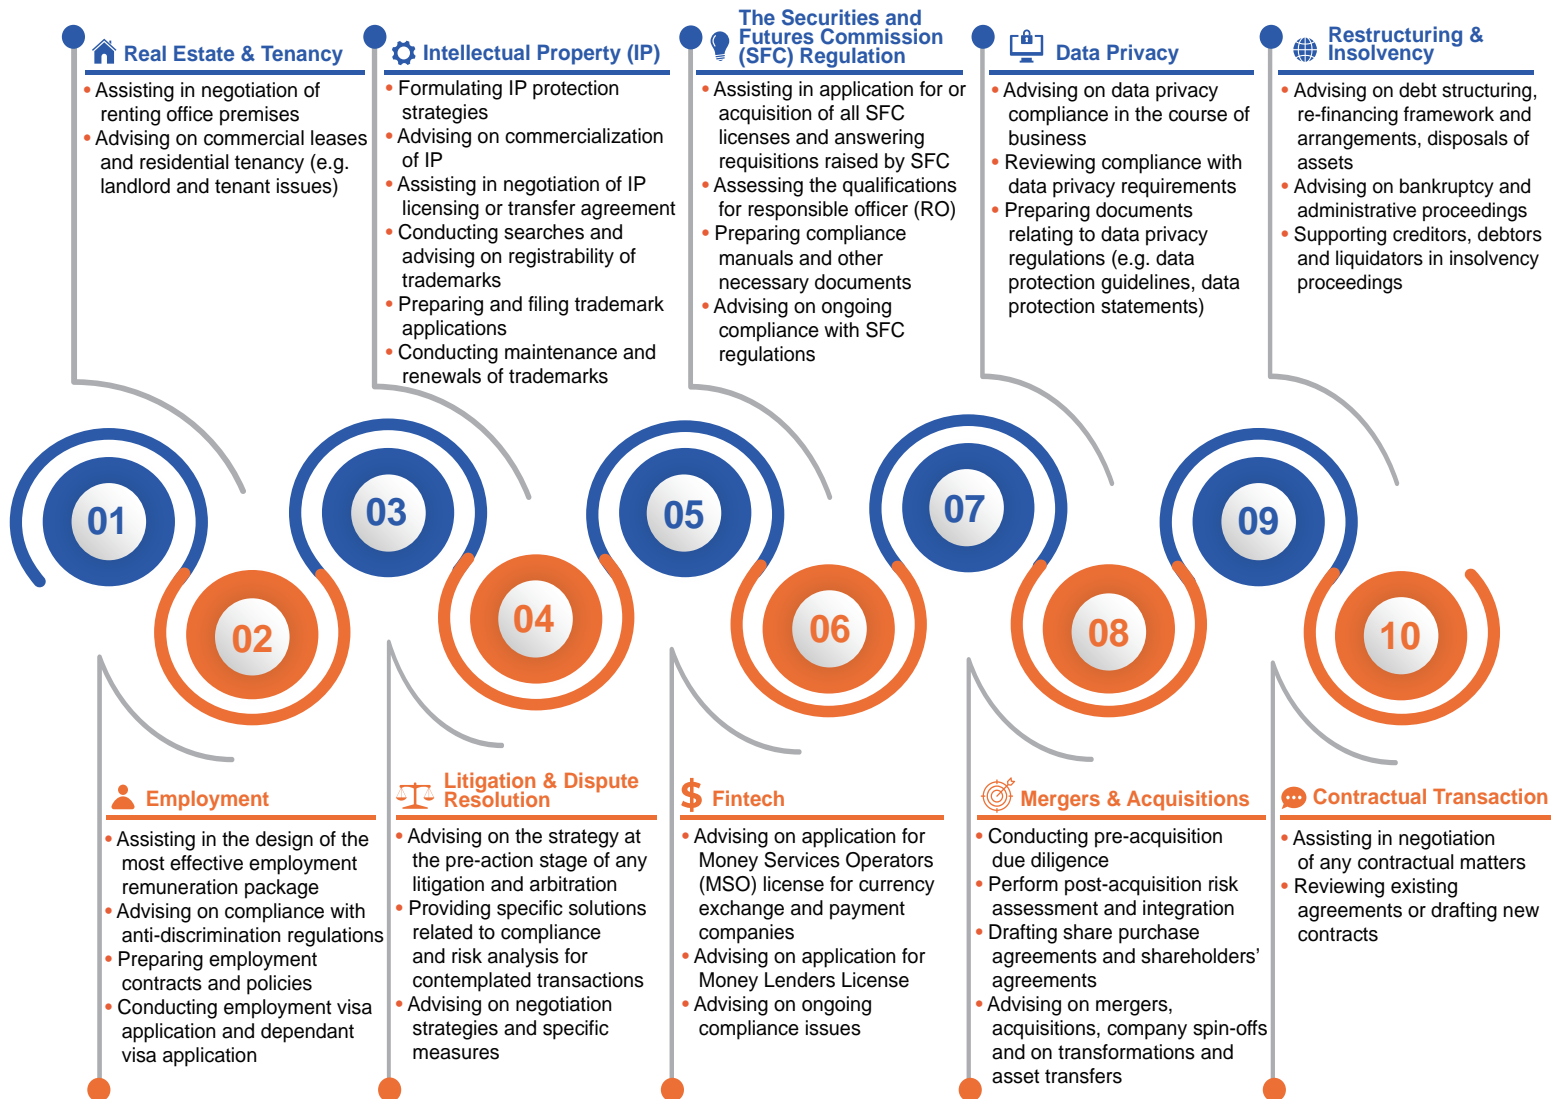 Real Estate & Tenancy
• Assisting in negotiation of
renting office premises
• Advising on commercial leases
and residential tenancy (e.g.
landlord and tenant issues)
Intellectual Property (IP)
• Formulating IP protection
strategies
• Advising on commercialization
of IP
• Assisting in negotiation of IP
licensing or transfer agreement
• Conducting searches and
advising on registrability of
trademarks
• Preparing and filing trademark
applications
• Conducting maintenance and
renewals of trademarks
The Securities and
Futures Commission
(SFC) Regulation
• Assisting in application for or
acquisition of all SFC
licenses and answering
requisitions raised by SFC
• Assessing the qualifications
for responsible officer (RO)
• Preparing compliance
manuals and other
necessary documents
• Advising on ongoing
compliance with SFC
regulations
Data Privacy
• Advising on data privacy
compliance in the course of
business
• Reviewing compliance with
data privacy requirements
• Preparing documents
relating to data privacy
regulations (e.g. data
protection guidelines, data
protection statements)
Restructuring &
Insolvency
• Advising on debt structuring,
re-financing framework and
arrangements, disposals of
assets
• Advising on bankruptcy and
administrative proceedings
• Supporting creditors, debtors
and liquidators in insolvency
proceedings
01
02
03
04
05
06
07
08
09
10
Employment
• Assisting in the design of the
most effective employment
remuneration package
• Advising on compliance with
anti-discrimination regulations
• Preparing employment
contracts and policies
• Conducting employment visa
application and dependant
visa application
Litigation & Dispute
Resolution
• Advising on the strategy at
the pre-action stage of any
litigation and arbitration
• Providing specific solutions
related to compliance
and risk analysis for
contemplated transactions
• Advising on negotiation
strategies and specific
measures
$ Fintech
• Advising on application for
Money Services Operators
(MSO) license for currency
exchange and payment
companies
• Advising on application for
Money Lenders License
• Advising on ongoing
compliance issues
Mergers & Acquisitions
• Conducting pre-acquisition
due diligence
• Perform post-acquisition risk
assessment and integration
• Drafting share purchase
agreements and shareholders’
agreements
• Advising on mergers,
acquisitions, company spin-offs
and on transformations and
asset transfers
Contractual Transaction
• Assisting in negotiation
of any contractual matters
• Reviewing existing
agreements or drafting new
contracts